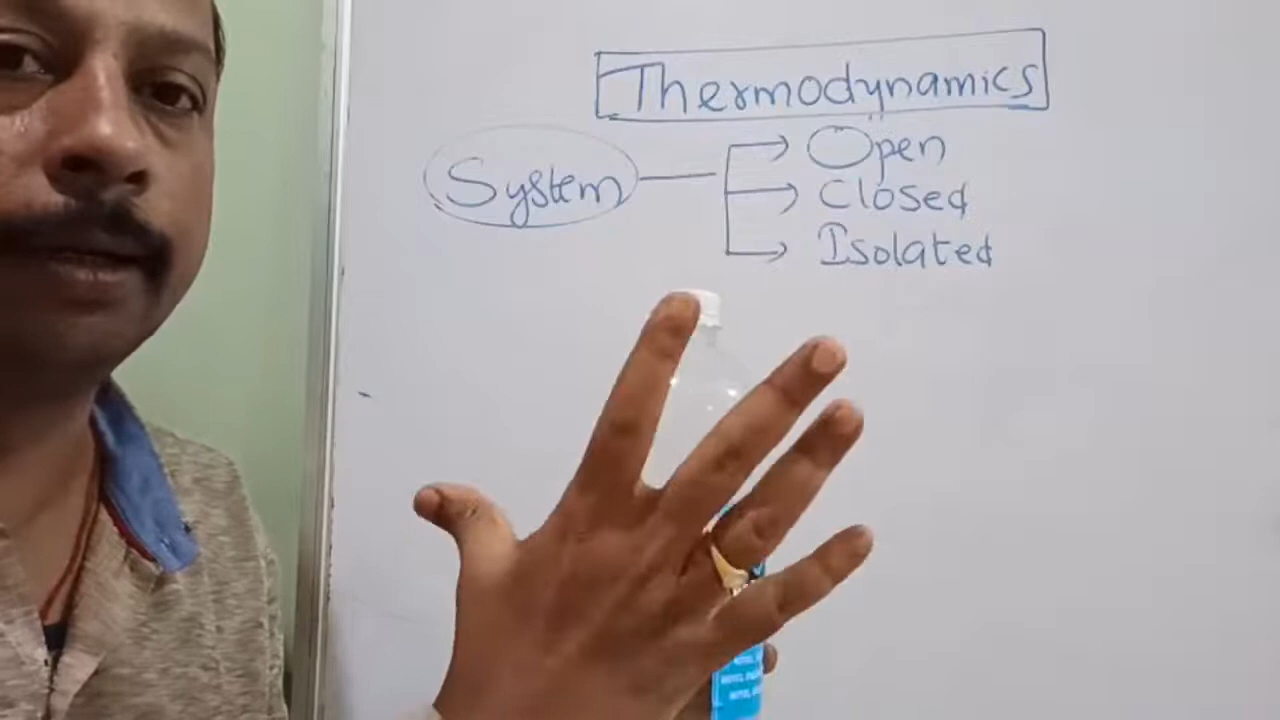 Thermodynamics
System
Open
Closed
Isolated